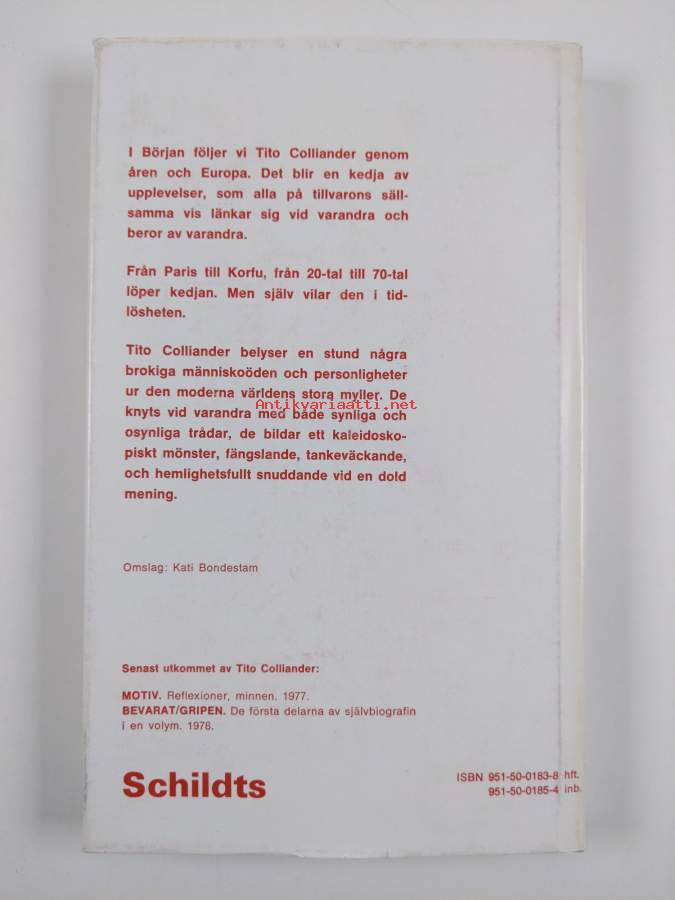 I Början följer vi Tito Colliander genom
åren och Europa. Det blir en kedja av
upplevelser, som alla på tillvarons säll-
samma vis länkar sig vid varandra och
beror av varandra.
Från Paris till Korfu, från 20-tal till 70-tal
löper kedjan. Men själv vilar den i tid-
lösheten.
Tito Colliander belyser en stund några
brokiga människoöden och personligheter
ur den moderna världens stora myller. De
Antikvariaatti.net
knyts vid varandra med både synliga och
osynliga trådar, de bildar ett kaleidosko-
piskt mönster, fängslande, tankeväckande,
och hemlighetsfullt snuddande vid en dold
mening.
Omslag: Kati Bondestam
Senast utkommet av Tito Colliander:
MOTIV. Reflexioner, minnen. 1977.
BEVARAT/GRIPEN. De första delarna av självbiografin
i en volym. 1978.
Schildts
ISBN 951-50-0183-8 hft.
951-50-0185-4 inb.